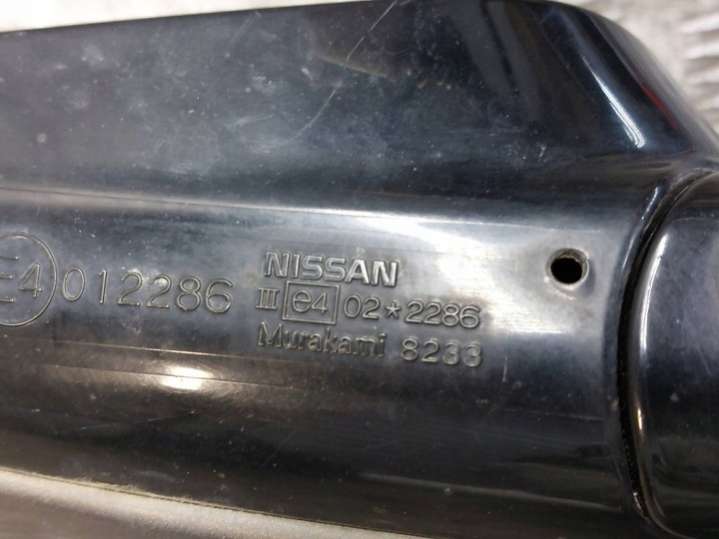 E4 012286
NISSAN
III e4 02*2286
Murakami 8233